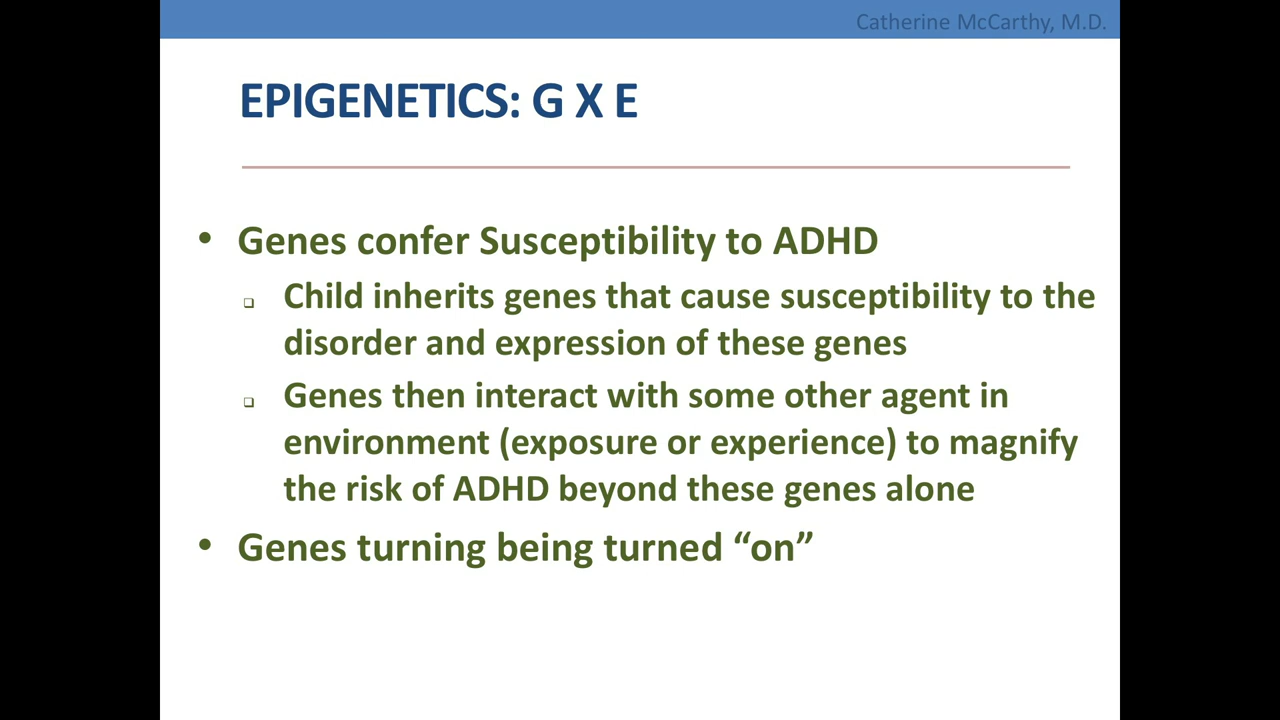 Catherine McCarthy, M.D.
EPIGENETICS: G X E
• Genes confer Susceptibility to ADHD
❑ Child inherits genes that cause susceptibility to the
disorder and expression of these genes
❑ Genes then interact with some other agent in
environment (exposure or experience) to magnify
the risk of ADHD beyond these genes alone
• Genes turning being turned “on”